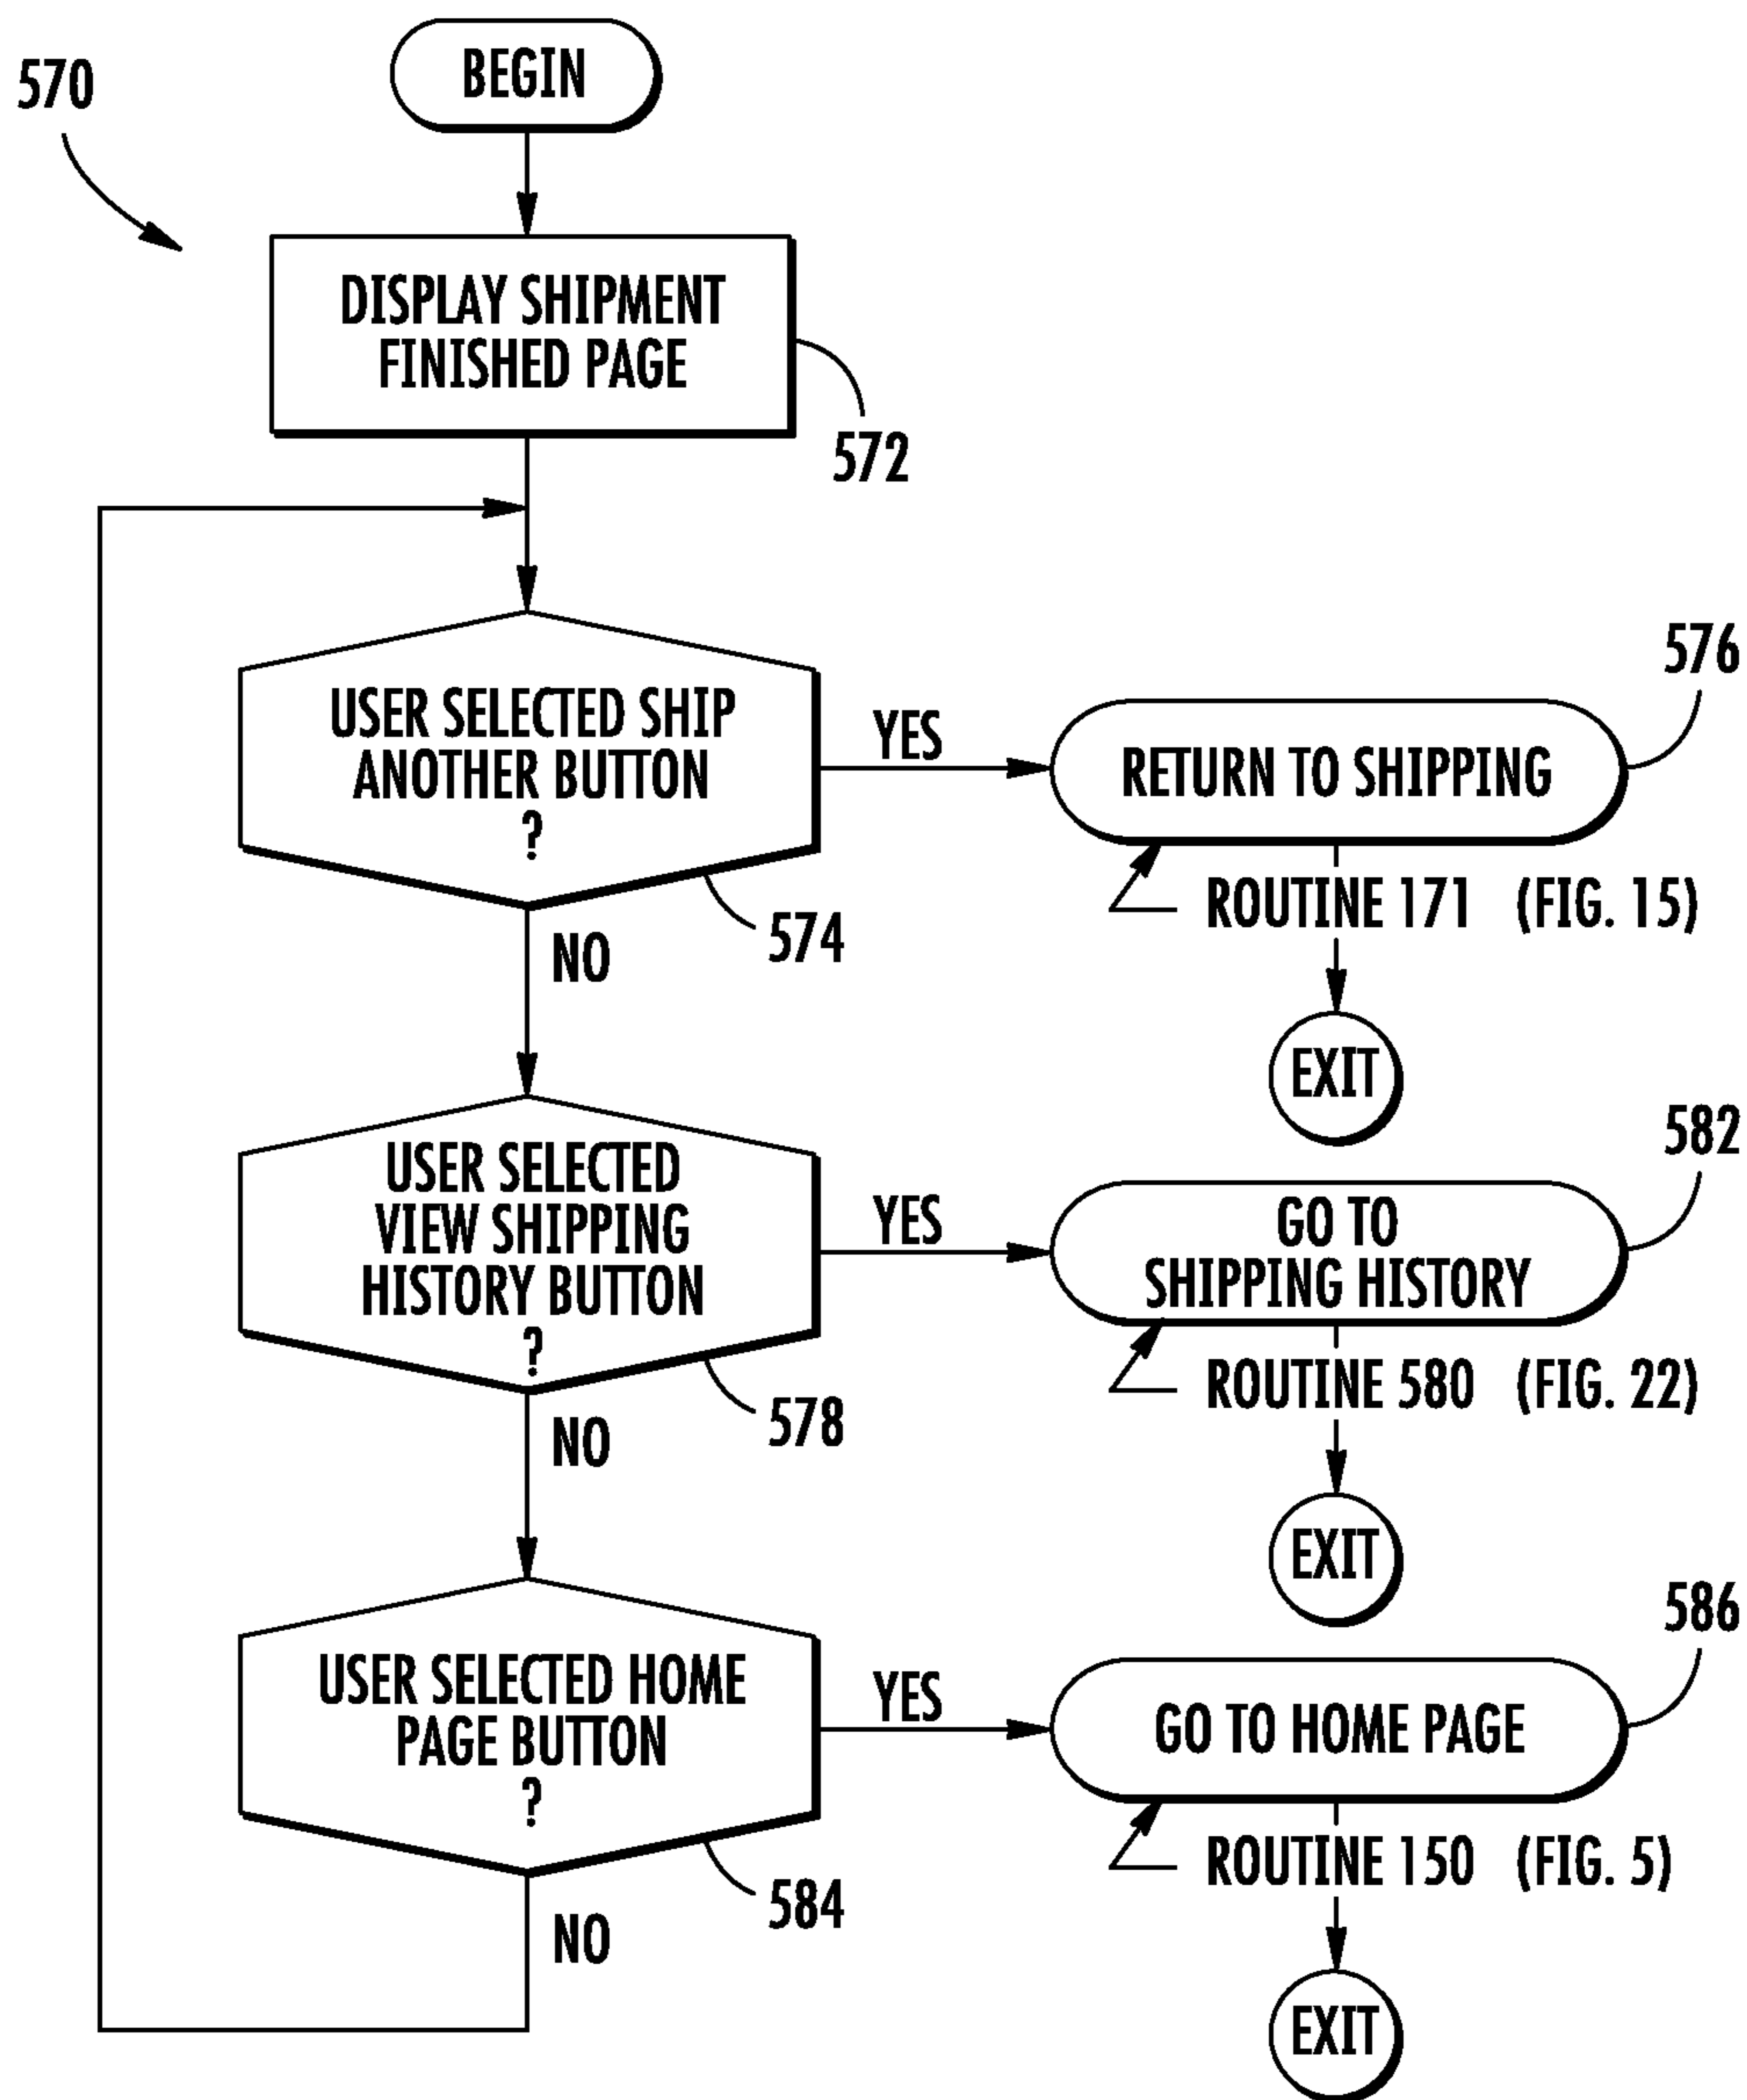 570
BEGIN
DISPLAY SHIPMENT
FINISHED PAGE
572
USER SELECTED SHIP
ANOTHER BUTTON
?
574
YES
RETURN TO SHIPPING
576
ROUTINE 171 (FIG. 15)
EXIT
NO
USER SELECTED
VIEW SHIPPING
HISTORY BUTTON
?
578
YES
GO TO
SHIPPING HISTORY
582
ROUTINE 580 (FIG. 22)
EXIT
NO
USER SELECTED HOME
PAGE BUTTON
?
584
YES
GO TO HOME PAGE
586
ROUTINE 150 (FIG. 5)
EXIT
NO